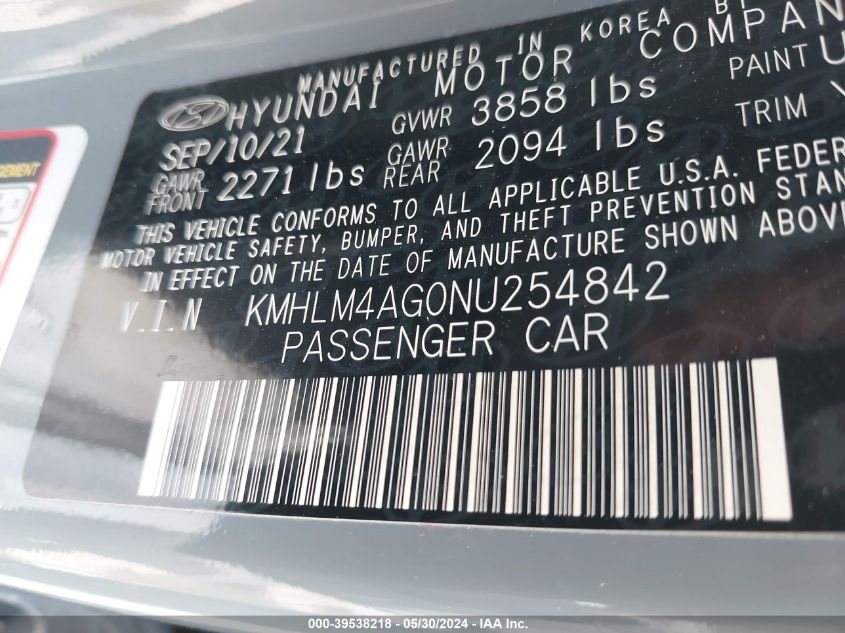 MANUFACTURED IN KOREA BY
HYUNDAI MOTOR COMPAN
SEP/10/21 GVWR 3858 lbs PAINT U
GAWR FRONT 2271 lbs GAWR REAR 2094 lbs TRIM
THIS VEHICLE CONFORMS TO ALL APPLICABLE U.S.A. FEDER
MOTOR VEHICLE SAFETY, BUMPER, AND THEFT PREVENTION STAN
IN EFFECT ON THE DATE OF MANUFACTURE SHOWN ABOVE
V.I.N KMHLM4AG0NU254842
PASSENGER CAR
000-39538218 - 05/30/2024 - IAA Inc.